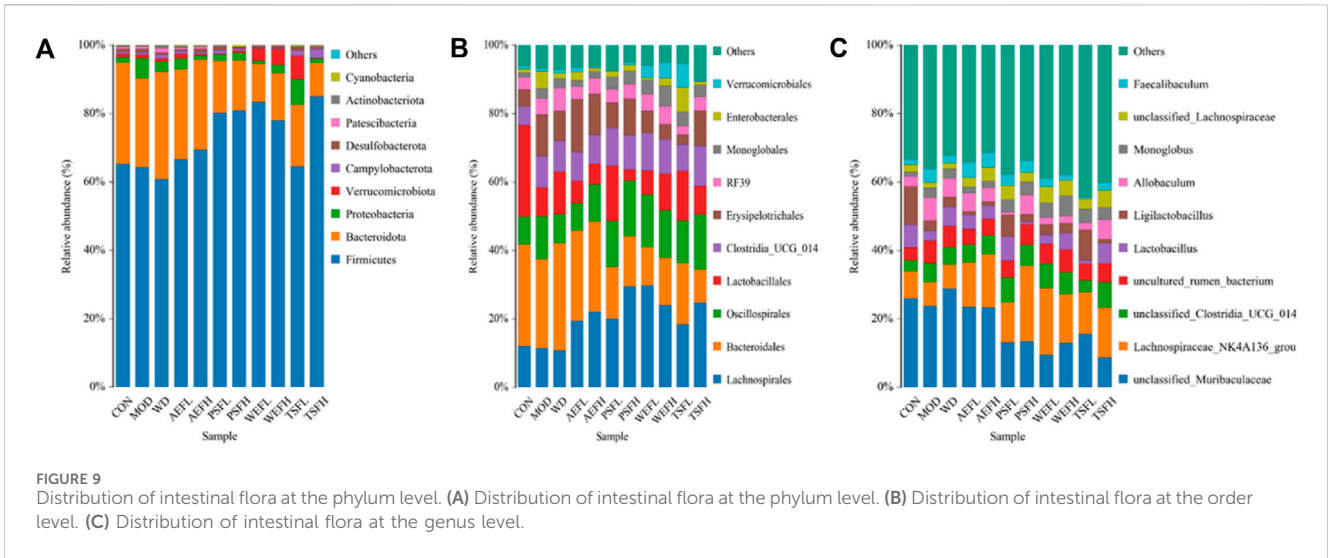 A
100%
80%
60%
40%
20%
0%
Relative abundance (%)
CON
MOD
WD
AEFL
AEFH
PSFL
PSFH
WEFL
WEFH
TSFL
TSFH
Sample
Others
Cyanobacteria
Actinobacteriota
Patescibacteria
Desulfobacterota
Campylobacterota
Verrucomicrobiota
Proteobacteria
Bacteroidota
Firmicutes
B
100%
80%
60%
40%
20%
0%
Relative abundance (%)
CON
MOD
WD
AEFL
AEFH
PSFL
PSFH
WEFL
WEFH
TSFL
TSFH
Sample
Others
Verrucomicrobiales
Enterobacterales
Monoglobales
RF39
Erysipelotrichales
Clostridia_UCG_014
Lactobacillales
Oscillospirales
Bacteroidales
Lachnospirales
C
100%
80%
60%
40%
20%
0%
Relative abundance (%)
CON
MOD
WD
AEFL
AEFH
PSFL
PSFH
WEFL
WEFH
TSFL
TSFH
Sample
Others
Faecalibaculum
unclassified_Lachnospiraceae
Monoglobus
Allobaculum
Ligilactobacillus
Lactobacillus
uncultured_rumen_bacterium
unclassified_Clostridia_UCG_014
Lachnospiraceae_NK4A136_grou
unclassified_Muribaculaceae
FIGURE 9
Distribution of intestinal flora at the phylum level. (A) Distribution of intestinal flora at the phylum level. (B) Distribution of intestinal flora at the order
level. (C) Distribution of intestinal flora at the genus level.